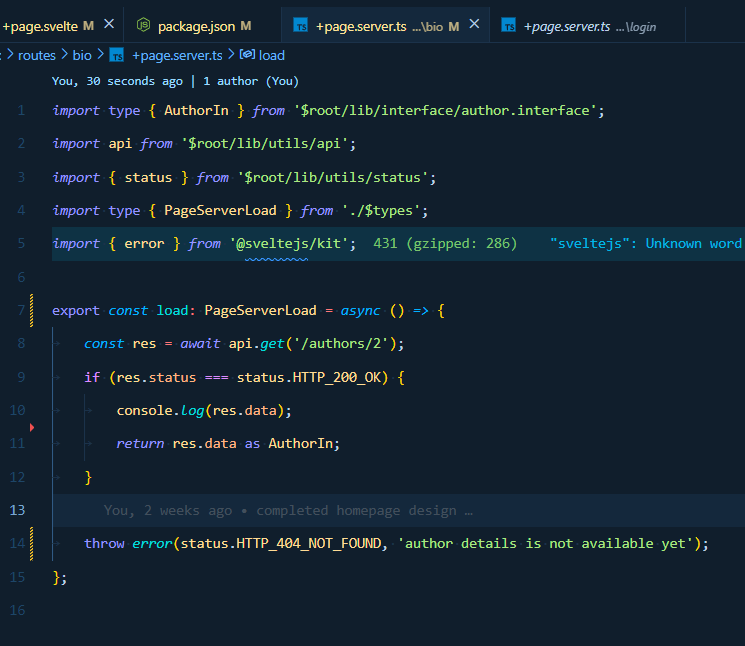 +page.svelte M ✕ package.json M +page.server.ts ...\bio M ✕ +page.server.ts ...\login
: > routes > bio > TS +page.server.ts > load
You, 30 seconds ago | 1 author (You)
1 import type { AuthorIn } from '$root/lib/interface/author.interface';
2 import api from '$root/lib/utils/api';
3 import { status } from '$root/lib/utils/status';
4 import type { PageServerLoad } from './$types';
5 import { error } from '@sveltejs/kit'; 431 (gzipped: 286) "sveltejs": Unknown word
6
7 export const load: PageServerLoad = async () => {
8 const res = await api.get('/authors/2');
9 if (res.status === status.HTTP_200_OK) {
10 console.log(res.data);
11 return res.data as AuthorIn;
12 }
13 You, 2 weeks ago • completed homepage design …
14 throw error(status.HTTP_404_NOT_FOUND, 'author details is not available yet');
15 };
16